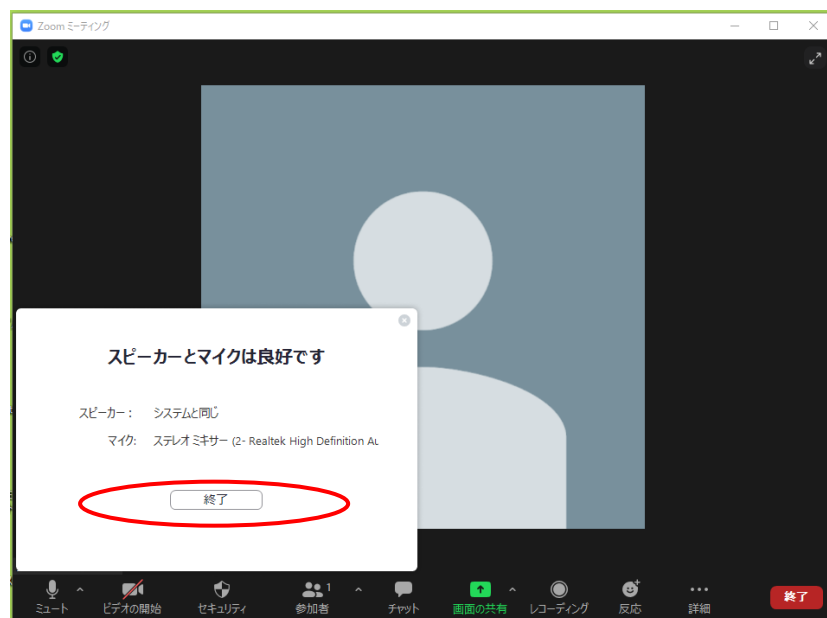 Zoom ミーティング
スピーカーとマイクは良好です
スピーカー： システムと同じ
マイク: ステレオ ミキサー (2- Realtek High Definition Au
終了
1
ミュート ビデオの開始 セキュリティ 参加者 チャット 画面の共有 レコーディング 反応 詳細 終了